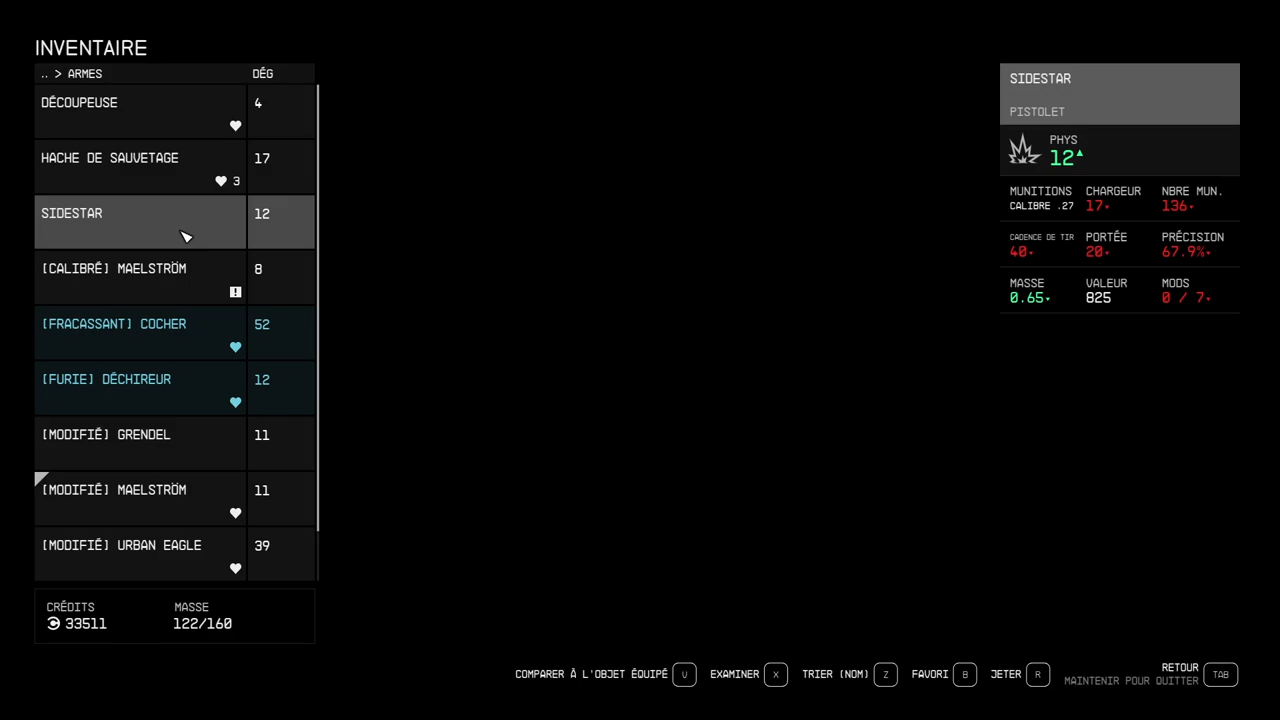 INVENTAIRE
.. > ARMES DÉG
DÉCOUPEUSE 4
HACHE DE SAUVETAGE 17
3
SIDESTAR 12
[CALIBRÉ] MAELSTRÖM 8
!
[FRACASSANT] COCHER 52
[FURIE] DÉCHIREUR 12
[MODIFIÉ] GRENDEL 11
[MODIFIÉ] MAELSTRÖM 11
[MODIFIÉ] URBAN EAGLE 39
CRÉDITS MASSE
33511 122/160
SIDESTAR
PISTOLET
PHYS
12
MUNITIONS CHARGEUR NBRE MUN.
CALIBRE .27 17 136
CADENCE DE TIR PORTÉE PRÉCISION
40 20 67.9%
MASSE VALEUR MODS
0.65 825 0 / 7
COMPARER À L'OBJET ÉQUIPÉ V EXAMINER X TRIER (NOM) Z FAVORI B JETER R RETOUR TAB
MAINTENIR POUR QUITTER